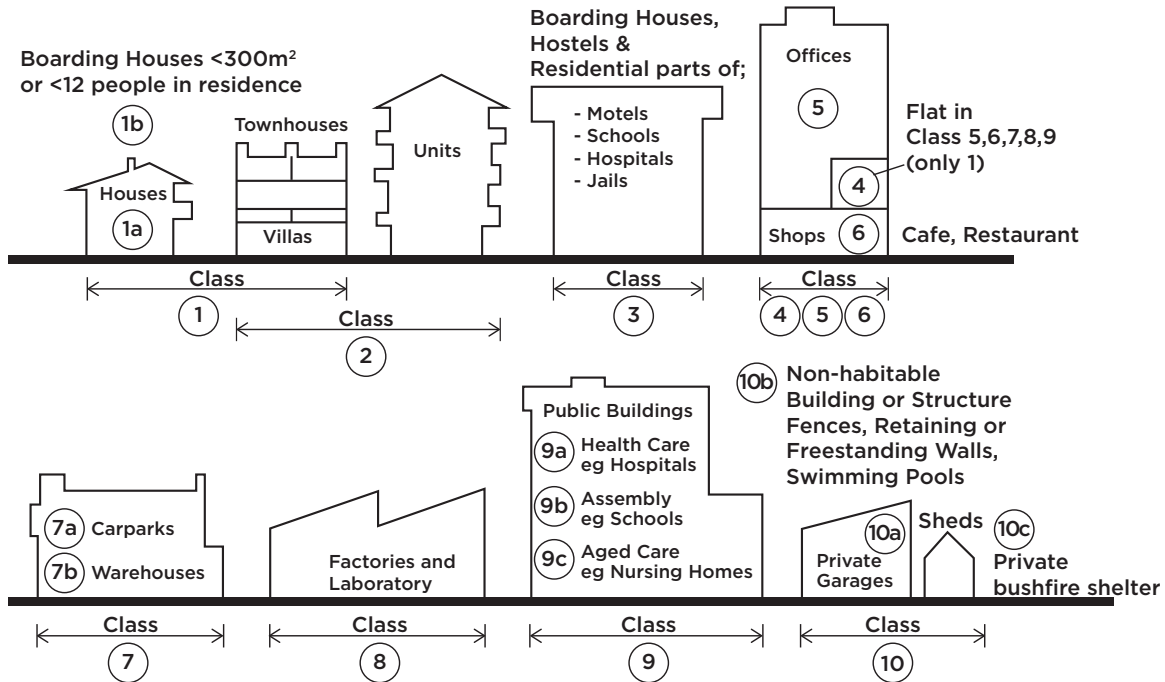 Boarding Houses <300m²
or <12 people in residence
1b
Houses
1a
Townhouses
Villas
Units
Boarding Houses,
Hostels &
Residential parts of;
- Motels
- Schools
- Hospitals
- Jails
Offices
5
Flat in
Class 5,6,7,8,9
(only 1)
4
Shops
6
Cafe, Restaurant
Class
1
Class
2
Class
3
Class
4 5 6
7a Carparks
7b Warehouses
Factories and
Laboratory
Public Buildings
9a Health Care
eg Hospitals
9b Assembly
eg Schools
9c Aged Care
eg Nursing Homes
10b Non-habitable
Building or Structure
Fences, Retaining or
Freestanding Walls,
Swimming Pools
10a
Private
Garages
Sheds
10c
Private
bushfire shelter
Class
7
Class
8
Class
9
Class
10